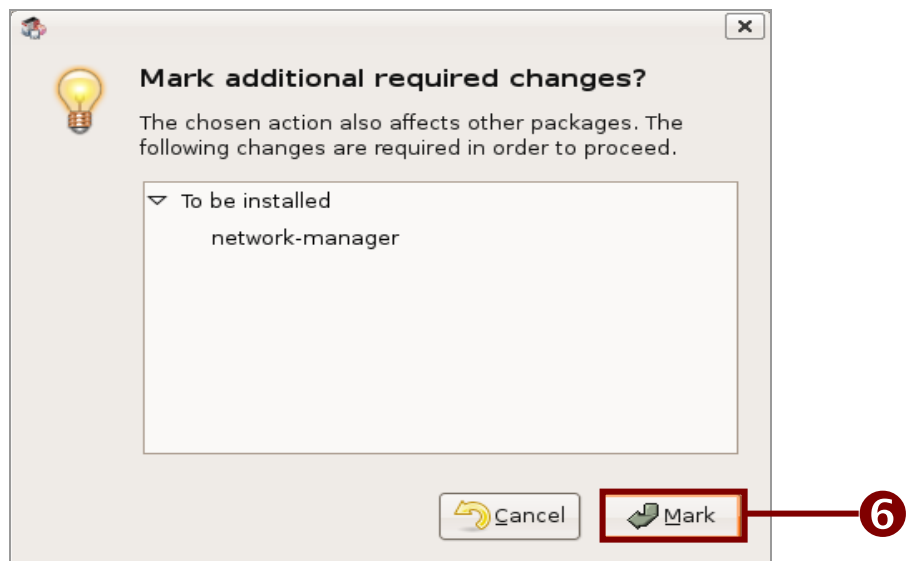 Mark additional required changes?
The chosen action also affects other packages. The
following changes are required in order to proceed.
To be installed
network-manager
Cancel
Mark
6